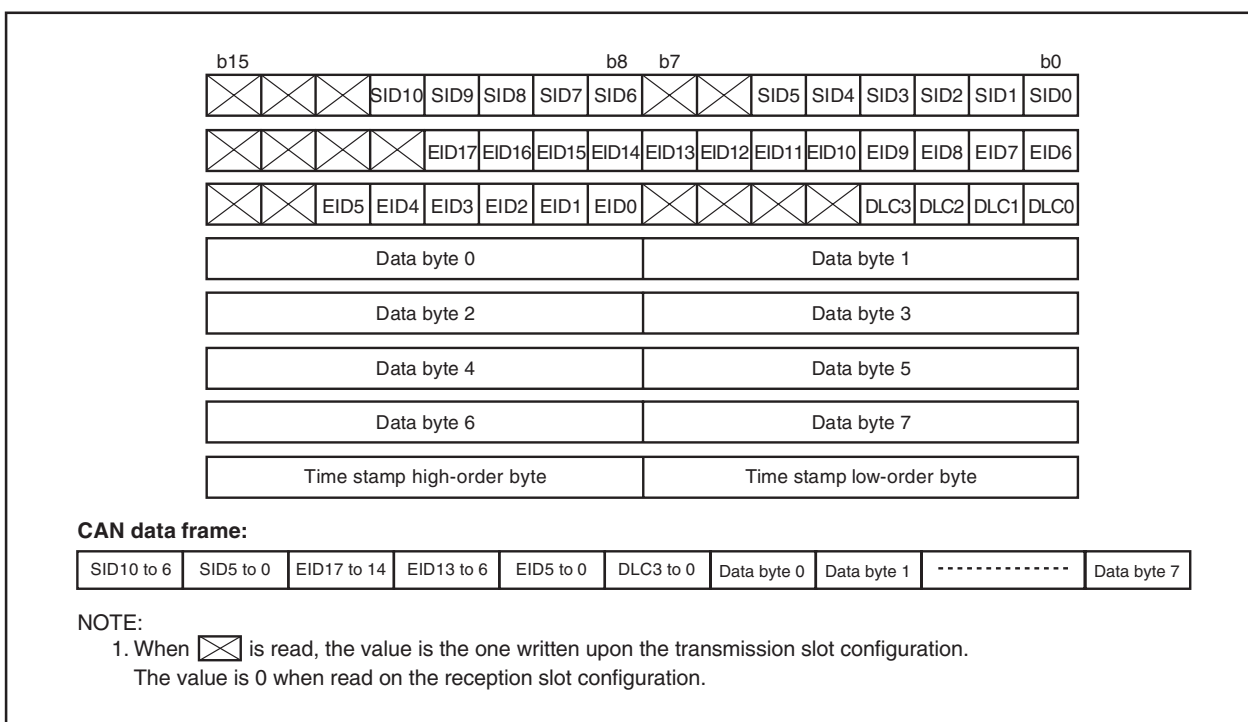 b15 b8 b7 b0
SID10 SID9 SID8 SID7 SID6 SID5 SID4 SID3 SID2 SID1 SID0
EID17 EID16 EID15 EID14 EID13 EID12 EID11 EID10 EID9 EID8 EID7 EID6
EID5 EID4 EID3 EID2 EID1 EID0 DLC3 DLC2 DLC1 DLC0
Data byte 0 Data byte 1
Data byte 2 Data byte 3
Data byte 4 Data byte 5
Data byte 6 Data byte 7
Time stamp high-order byte Time stamp low-order byte
CAN data frame:
SID10 to 6 SID5 to 0 EID17 to 14 EID13 to 6 EID5 to 0 DLC3 to 0 Data byte 0 Data byte 1 Data byte 7
NOTE:
1. When is read, the value is the one written upon the transmission slot configuration.
The value is 0 when read on the reception slot configuration.